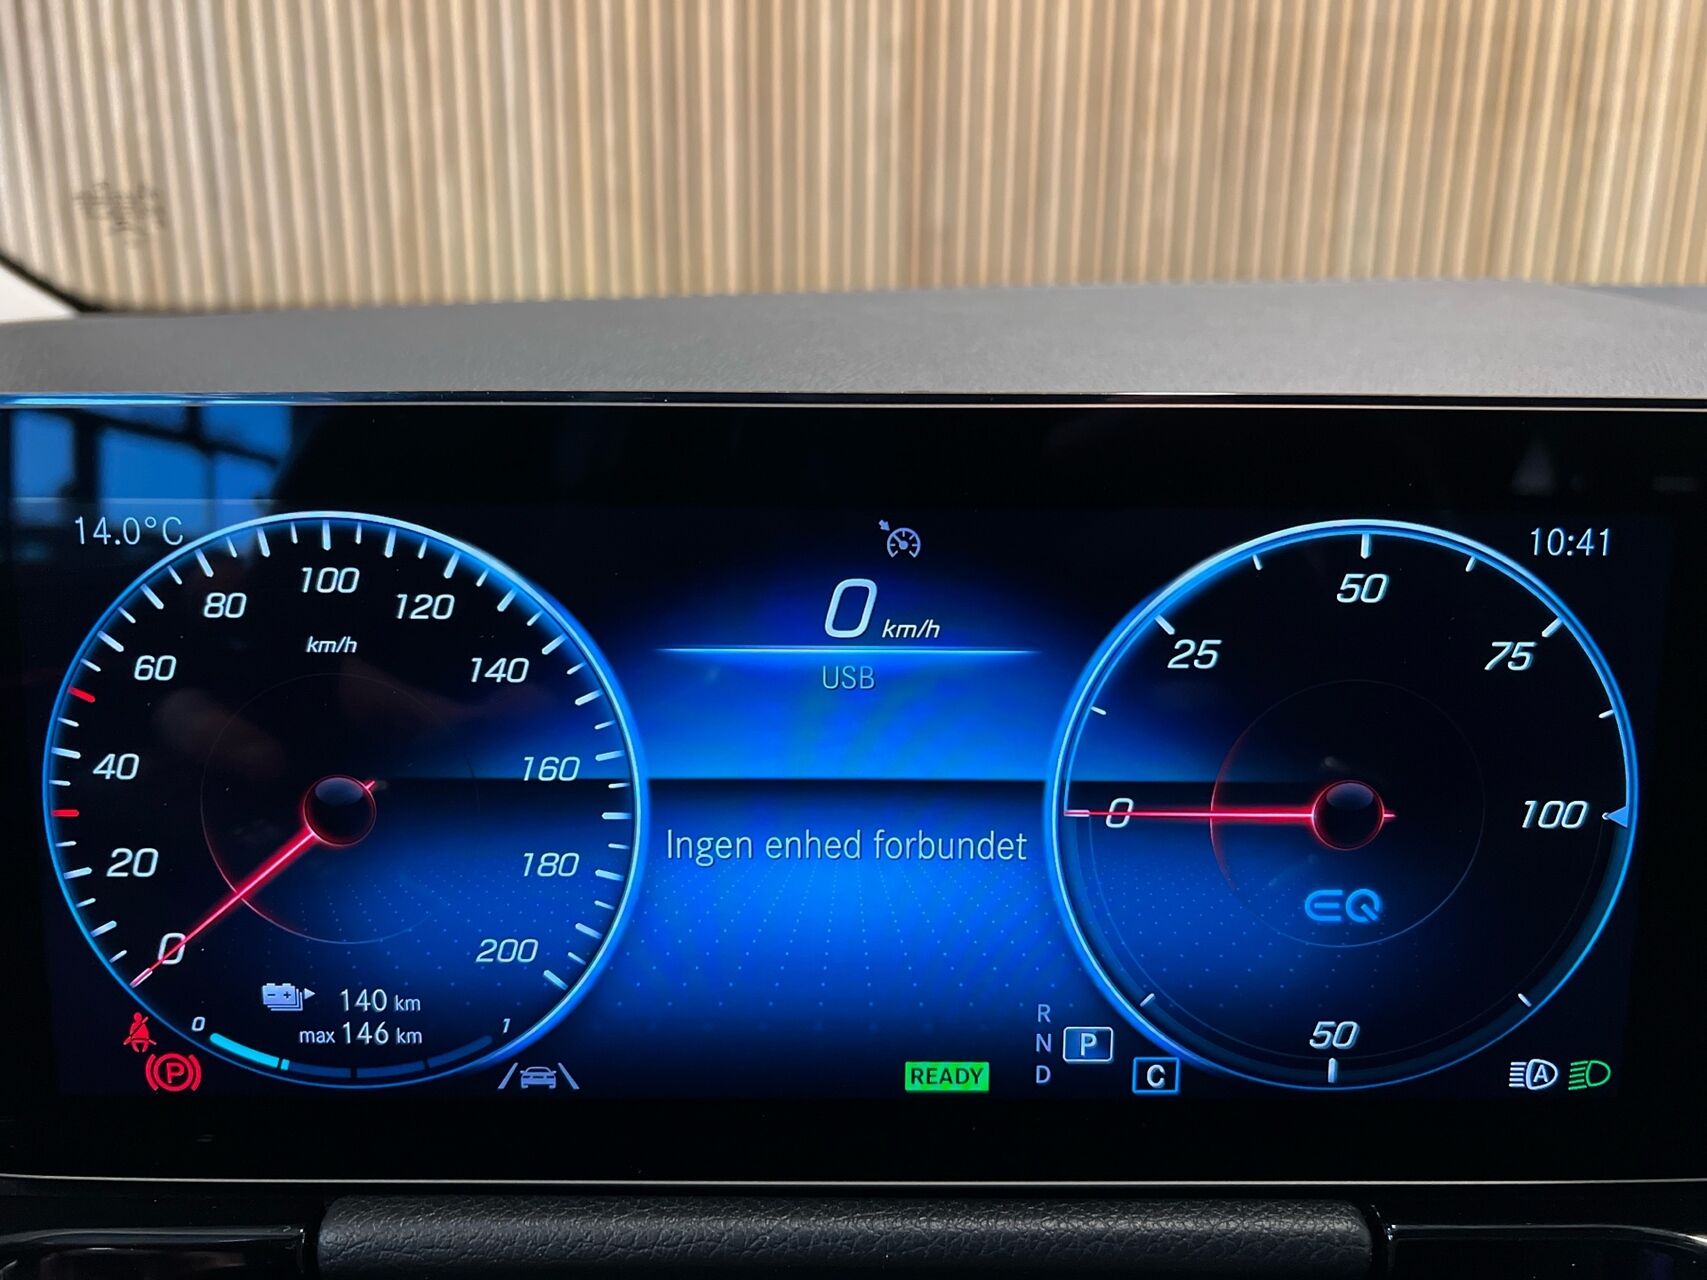 14.0°C
10:41
0 km/h
USB
Ingen enhed forbundet
0
20
40
60
80
100
120
140
160
180
200
km/h
140 km
max 146 km
0
1
READY
R
N
P
D
C
0
25
50
75
100
50
EQ
P
A